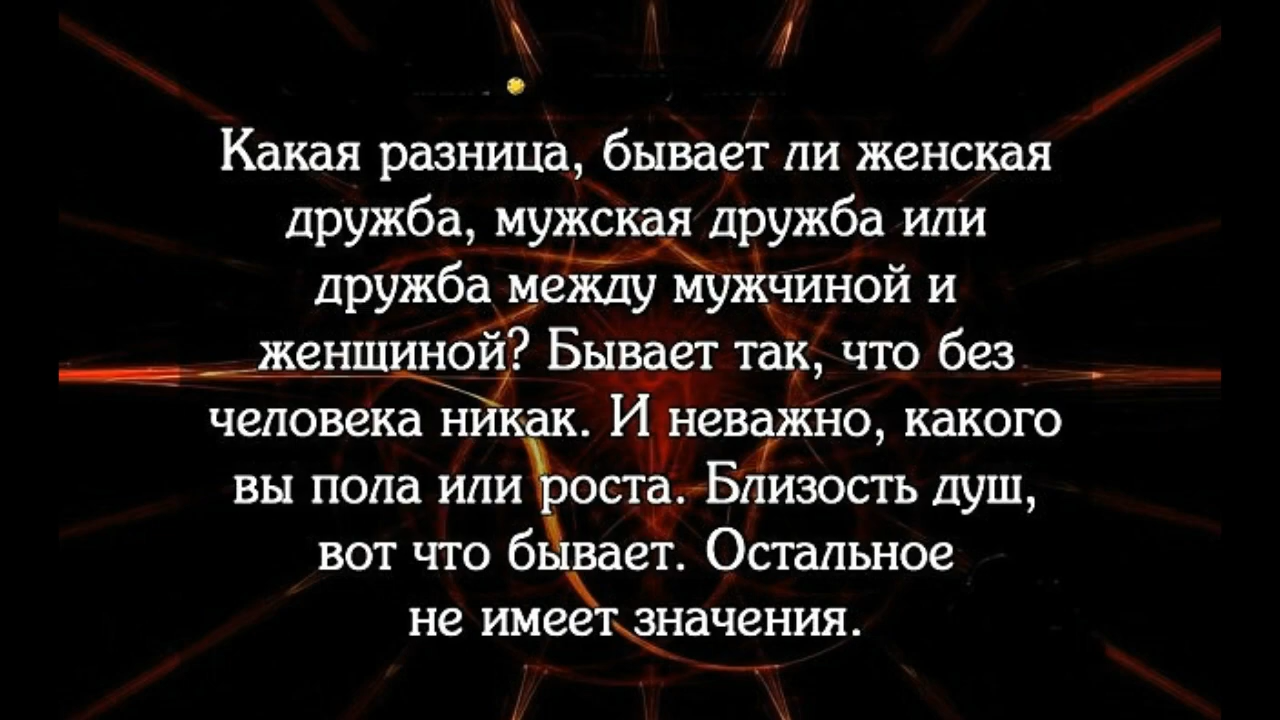 Какая разница, бывает ли женская
дружба, мужская дружба или
дружба между мужчиной и
женщиной? Бывает так, что без
человека никак. И неважно, какого
вы пола или роста. Близость душ,
вот что бывает. Остальное
не имеет значения.